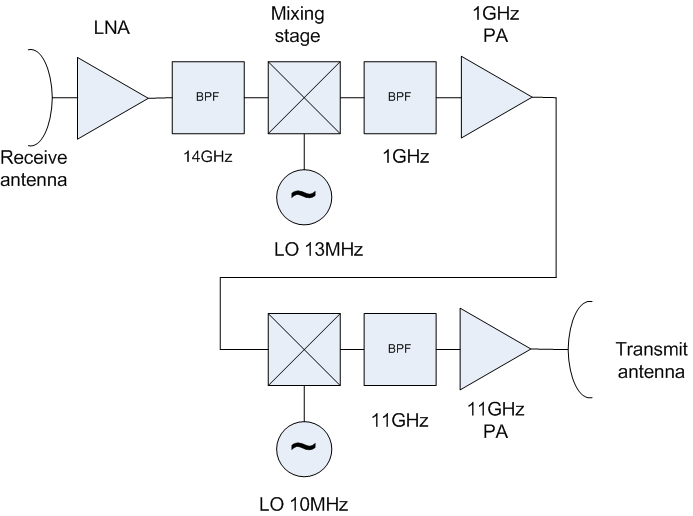 LNA
Mixing
stage
1GHz
PA
BPF
BPF
Receive
antenna
14GHz
1GHz
~
LO 13MHz
BPF
Transmit
antenna
11GHz
11GHz
PA
~
LO 10MHz